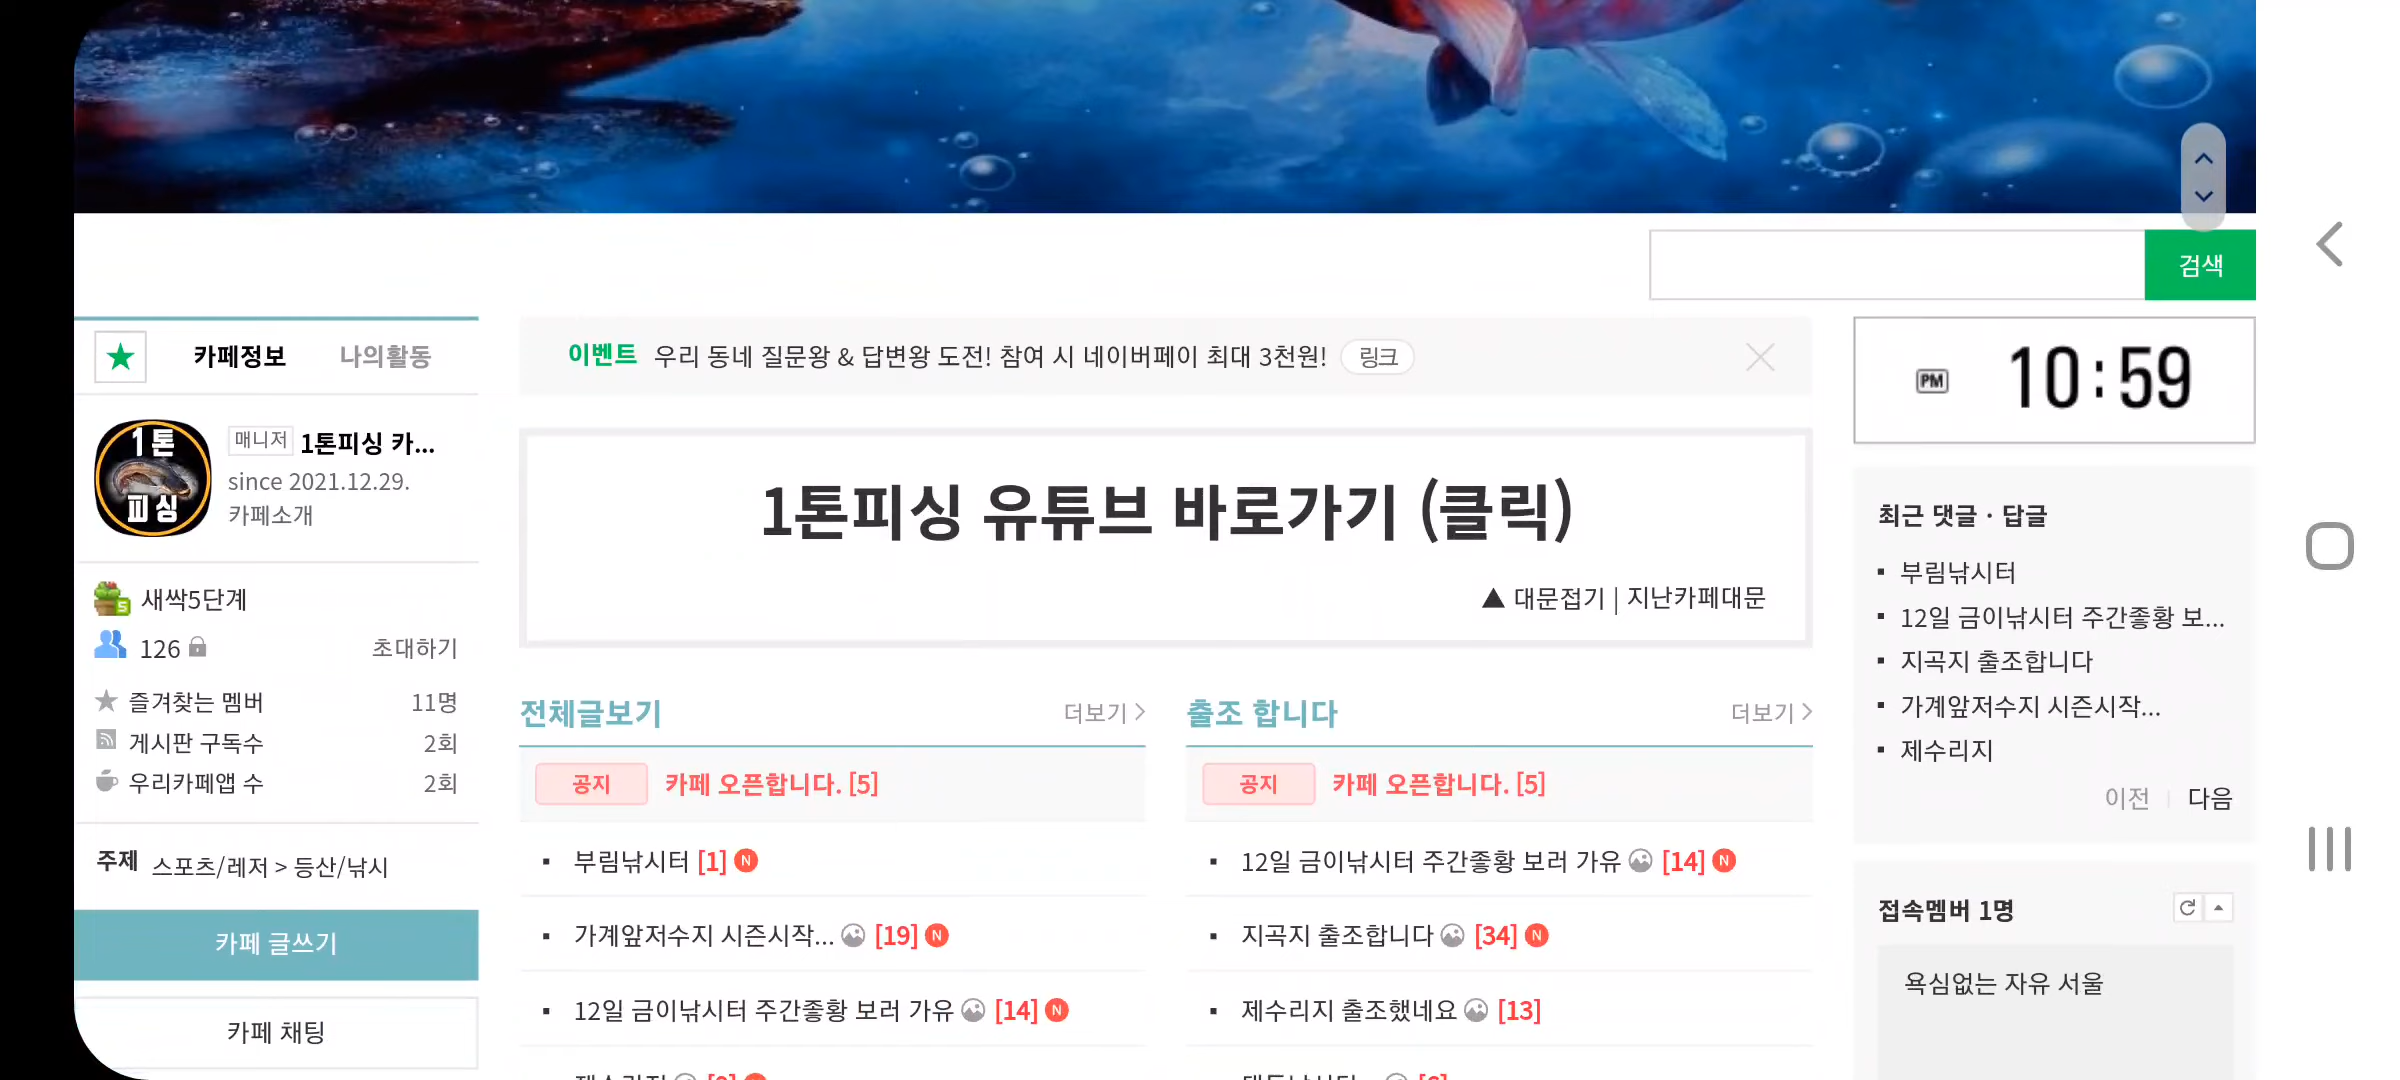 검색
카페정보 나의활동
1톤
피싱
매니저 1톤피싱 카...
since 2021.12.29.
카페소개
새싹5단계
5
126 초대하기
즐겨찾는 멤버 11명
게시판 구독수 2회
우리카페앱 수 2회
주제 스포츠/레저 > 등산/낚시
카페 글쓰기
카페 채팅
이벤트 우리 동네 질문왕 & 답변왕 도전! 참여 시 네이버페이 최대 3천원! 링크
1톤피싱 유튜브 바로가기 (클릭)
▲ 대문접기 | 지난카페대문
전체글보기 더보기 >
공지 카페 오픈합니다. [5]
부림낚시터 [1] N
가계앞저수지 시즌시작... [19] N
12일 금이낚시터 주간좋황 보러 가유 [14] N
출조 합니다 더보기 >
공지 카페 오픈합니다. [5]
12일 금이낚시터 주간좋황 보러 가유 [14] N
지곡지 출조합니다 [34] N
제수리지 출조했네요 [13]
PM 10:59
최근 댓글 · 답글
부림낚시터
12일 금이낚시터 주간좋황 보...
지곡지 출조합니다
가계앞저수지 시즌시작...
제수리지
이전 다음
접속멤버 1명
욕심없는 자유 서울